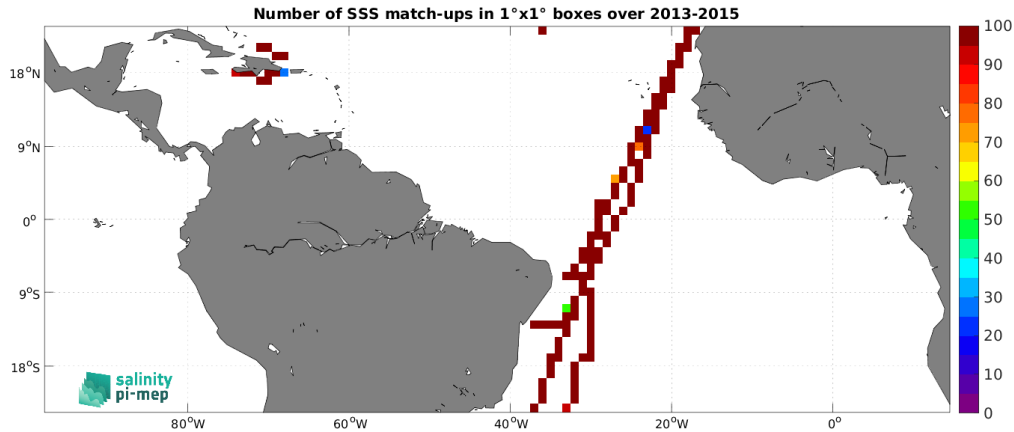 Number of SSS match-ups in 1°x1° boxes over 2013-2015
18°N
9°N
0°
9°S
18°S
80°W
60°W
40°W
20°W
0°
100
90
80
70
60
50
40
30
20
10
0
salinity
pi-mep